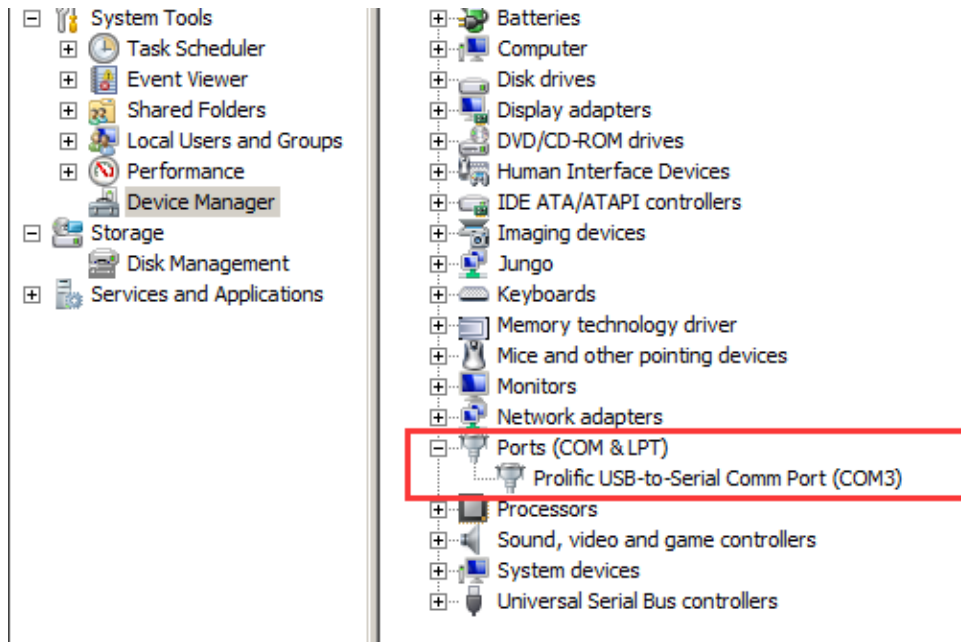 System Tools
Task Scheduler
Event Viewer
Shared Folders
Local Users and Groups
Performance
Device Manager
Storage
Disk Management
Services and Applications
Batteries
Computer
Disk drives
Display adapters
DVD/CD-ROM drives
Human Interface Devices
IDE ATA/ATAPI controllers
Imaging devices
Jungo
Keyboards
Memory technology driver
Mice and other pointing devices
Monitors
Network adapters
Ports (COM & LPT)
Prolific USB-to-Serial Comm Port (COM3)
Processors
Sound, video and game controllers
System devices
Universal Serial Bus controllers